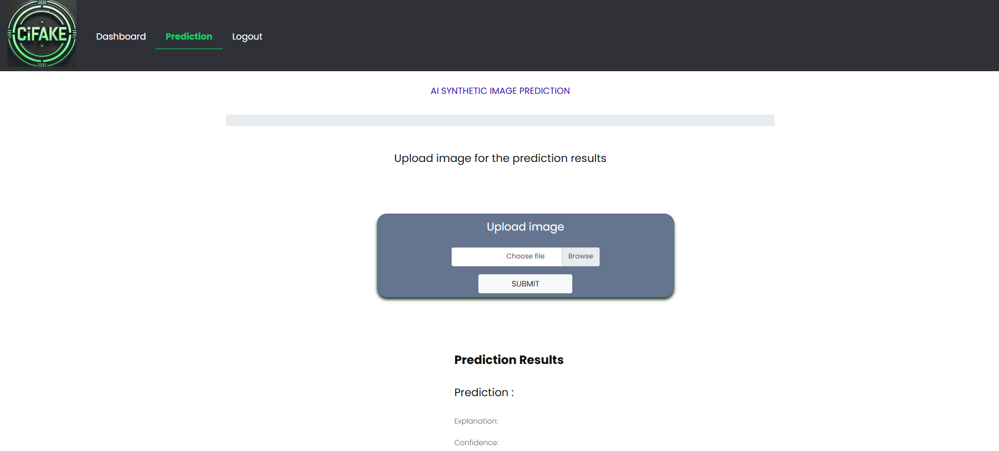 CiFAKE
Dashboard Prediction Logout
AI SYNTHETIC IMAGE PREDICTION
Upload image for the prediction results
Upload image
Choose file Browse
SUBMIT
Prediction Results
Prediction :
Explanation:
Confidence: